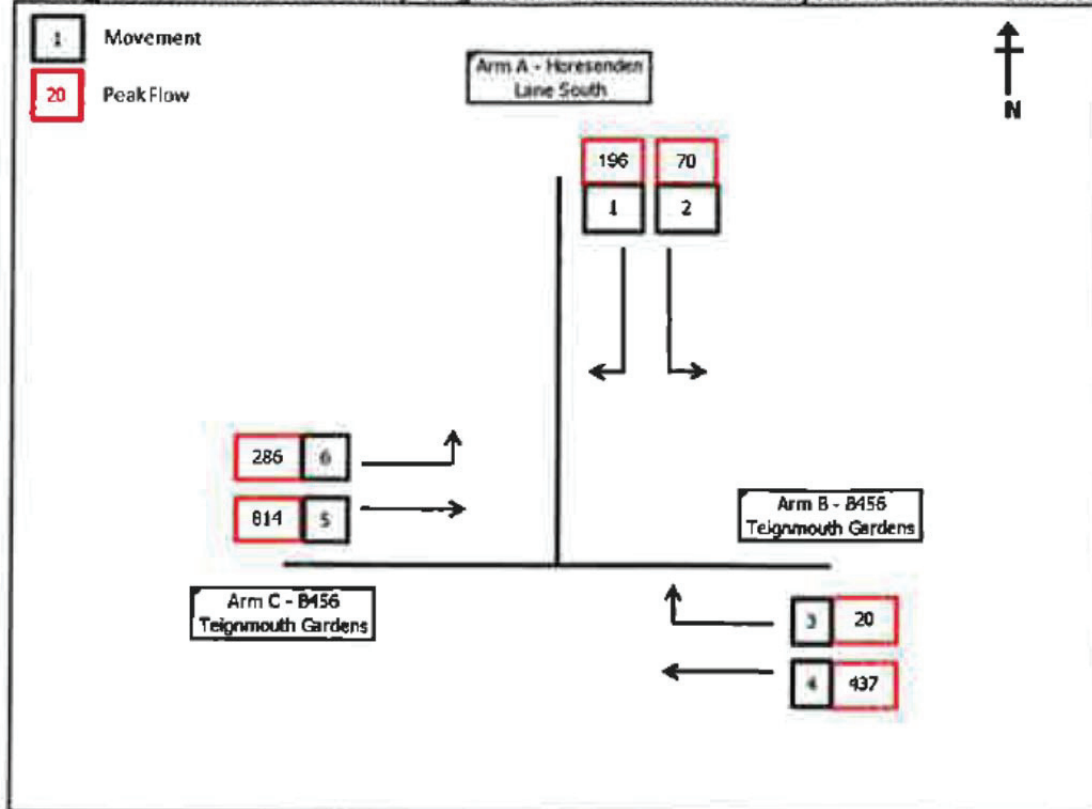 1 Movement
20 Peak Flow
Arm A - Horesenden
Lane South
N
196 70
1 2
286 6
814 5
Arm B - B456
Teignmouth Gardens
Arm C - B456
Teignmouth Gardens
3 20
4 437